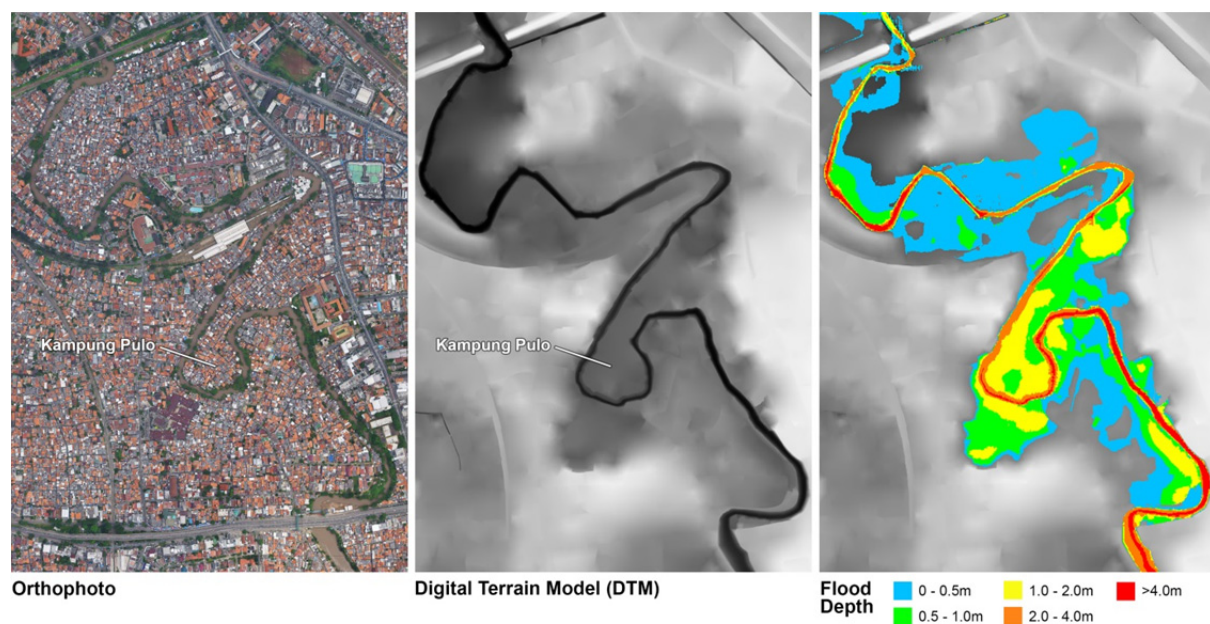 Kampung Pulo
Kampung Pulo
Orthophoto
Digital Terrain Model (DTM)
Flood
Depth
0 - 0.5m
1.0 - 2.0m
>4.0m
0.5 - 1.0m
2.0 - 4.0m